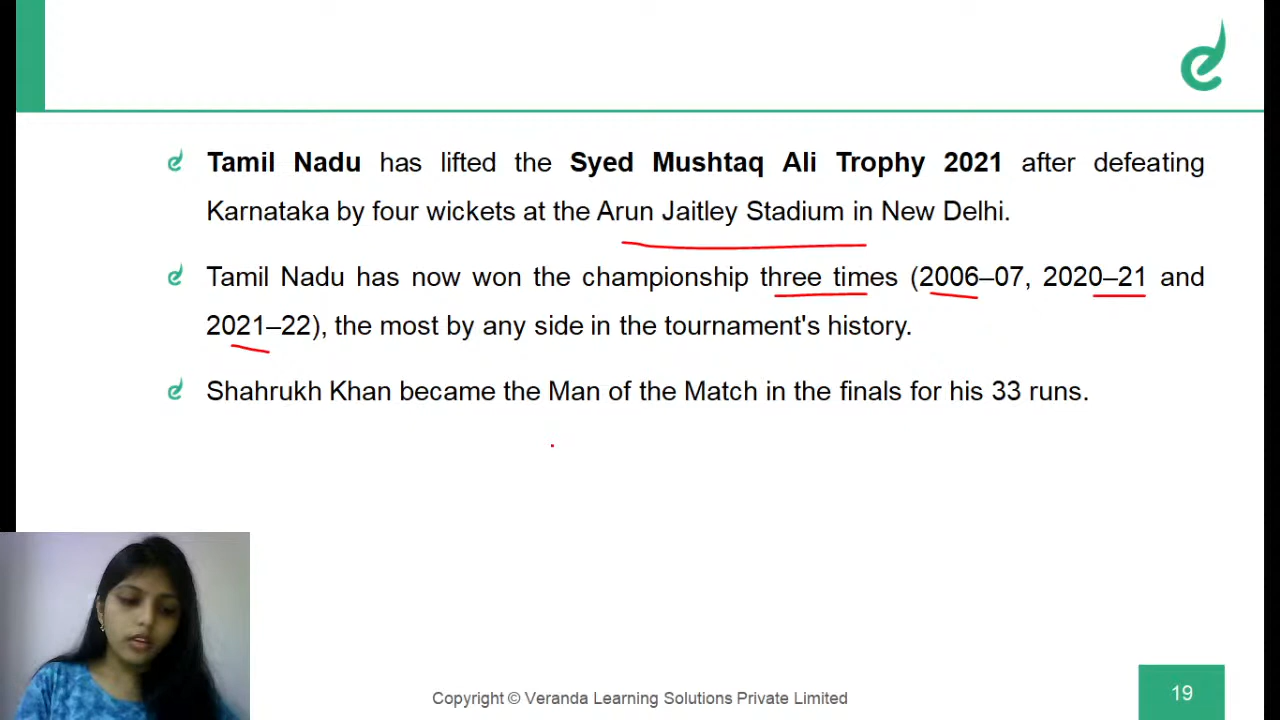 Tamil Nadu has lifted the Syed Mushtaq Ali Trophy 2021 after defeating
Karnataka by four wickets at the Arun Jaitley Stadium in New Delhi.
Tamil Nadu has now won the championship three times (2006–07, 2020–21 and
2021–22), the most by any side in the tournament's history.
Shahrukh Khan became the Man of the Match in the finals for his 33 runs.
Copyright © Veranda Learning Solutions Private Limited
19